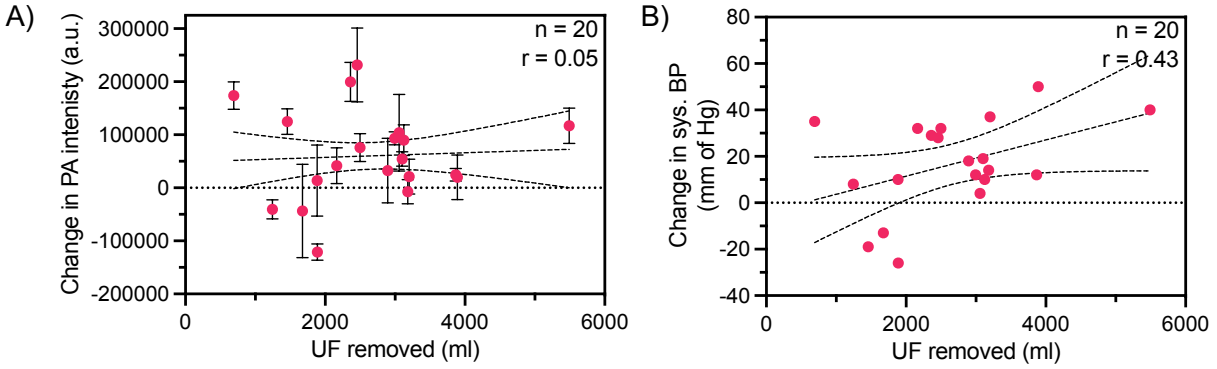 A)
n = 20
r = 0.05
Change in PA intenisty (a.u.)
300000
200000
100000
0
-100000
-200000
0
2000
4000
6000
UF removed (ml)
B)
n = 20
r = 0.43
Change in sys. BP
(mm of Hg)
80
60
40
20
0
-20
-40
0
2000
4000
6000
UF removed (ml)